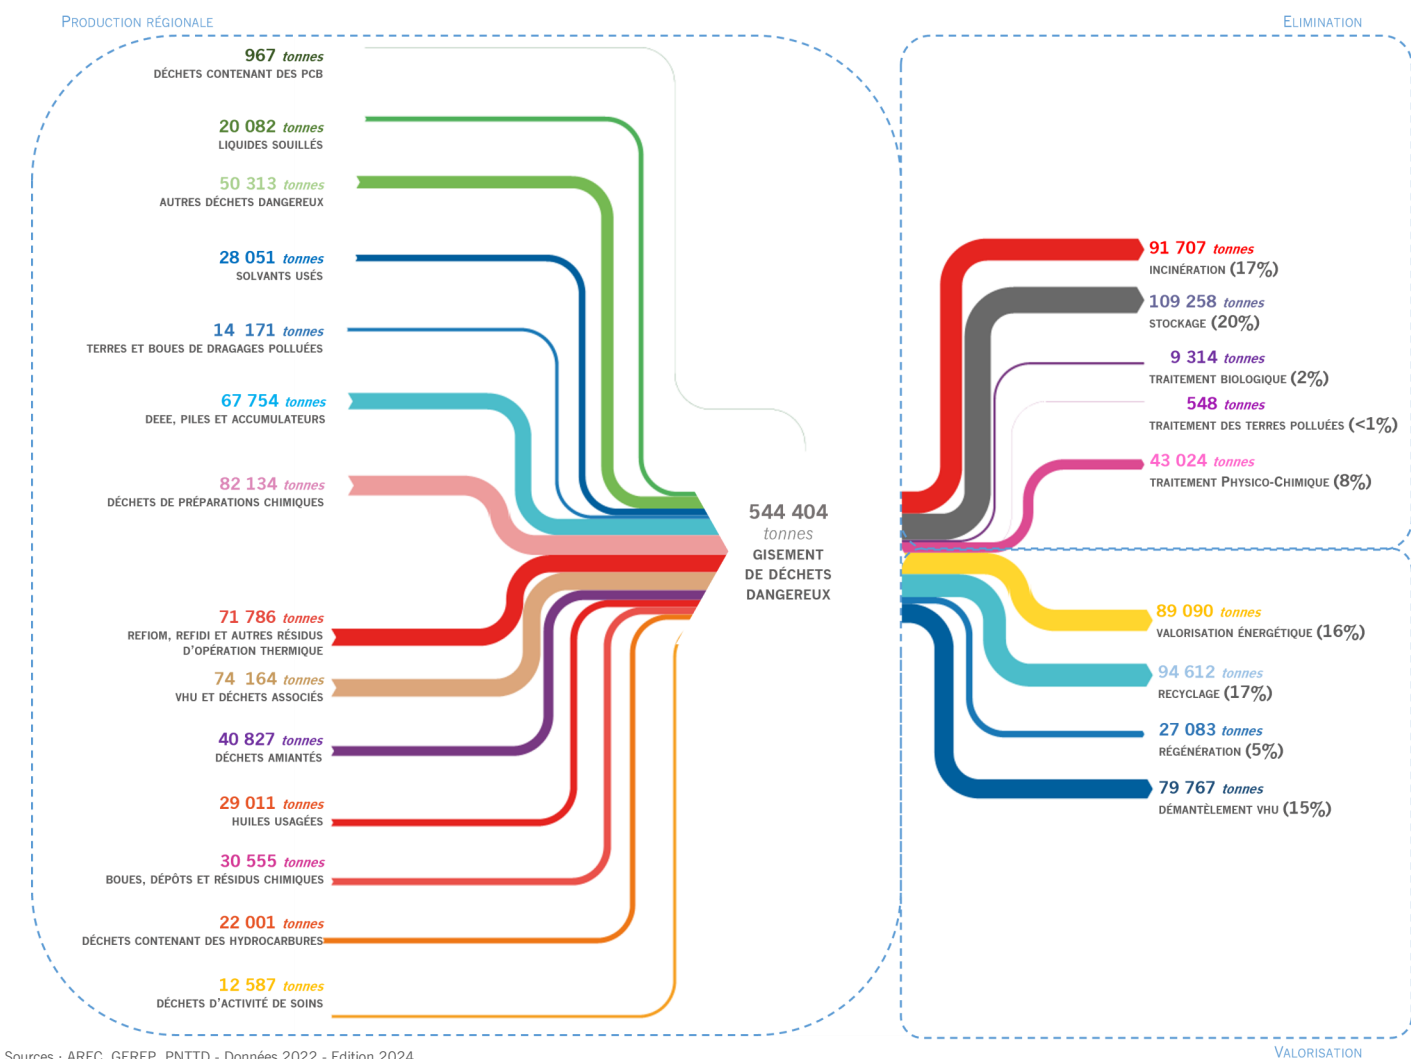 PRODUCTION RÉGIONALE
967 tonnes
DÉCHETS CONTENANT DES PCB
20 082 tonnes
LIQUIDES SOUILLÉS
50 313 tonnes
AUTRES DÉCHETS DANGEREUX
28 051 tonnes
SOLVANTS USÉS
14 171 tonnes
TERRES ET BOUES DE DRAGAGES POLLUÉES
67 754 tonnes
DEEE, PILES ET ACCUMULATEURS
82 134 tonnes
DÉCHETS DE PRÉPARATIONS CHIMIQUES
71 786 tonnes
REFIOM, REFIDI ET AUTRES RÉSIDUS
D'OPÉRATION THERMIQUE
74 164 tonnes
VHU ET DÉCHETS ASSOCIÉS
40 827 tonnes
DÉCHETS AMIANTÉS
29 011 tonnes
HUILES USAGÉES
30 555 tonnes
BOUES, DÉPÔTS ET RÉSIDUS CHIMIQUES
22 001 tonnes
DÉCHETS CONTENANT DES HYDROCARBURES
12 587 tonnes
DÉCHETS D'ACTIVITÉ DE SOINS
544 404
tonnes
GISEMENT
DE DÉCHETS
DANGEREUX
ELIMINATION
91 707 tonnes
INCINÉRATION (17%)
109 258 tonnes
STOCKAGE (20%)
9 314 tonnes
TRAITEMENT BIOLOGIQUE (2%)
548 tonnes
TRAITEMENT DES TERRES POLLUÉES (<1%)
43 024 tonnes
TRAITEMENT PHYSICO-CHIMIQUE (8%)
89 090 tonnes
VALORISATION ÉNERGÉTIQUE (16%)
94 612 tonnes
RECYCLAGE (17%)
27 083 tonnes
RÉGÉNÉRATION (5%)
79 767 tonnes
DÉMANTÈLEMENT VHU (15%)
VALORISATION
Sources : AREC, GEREP, PNTTD - Données 2022 - Edition 2024